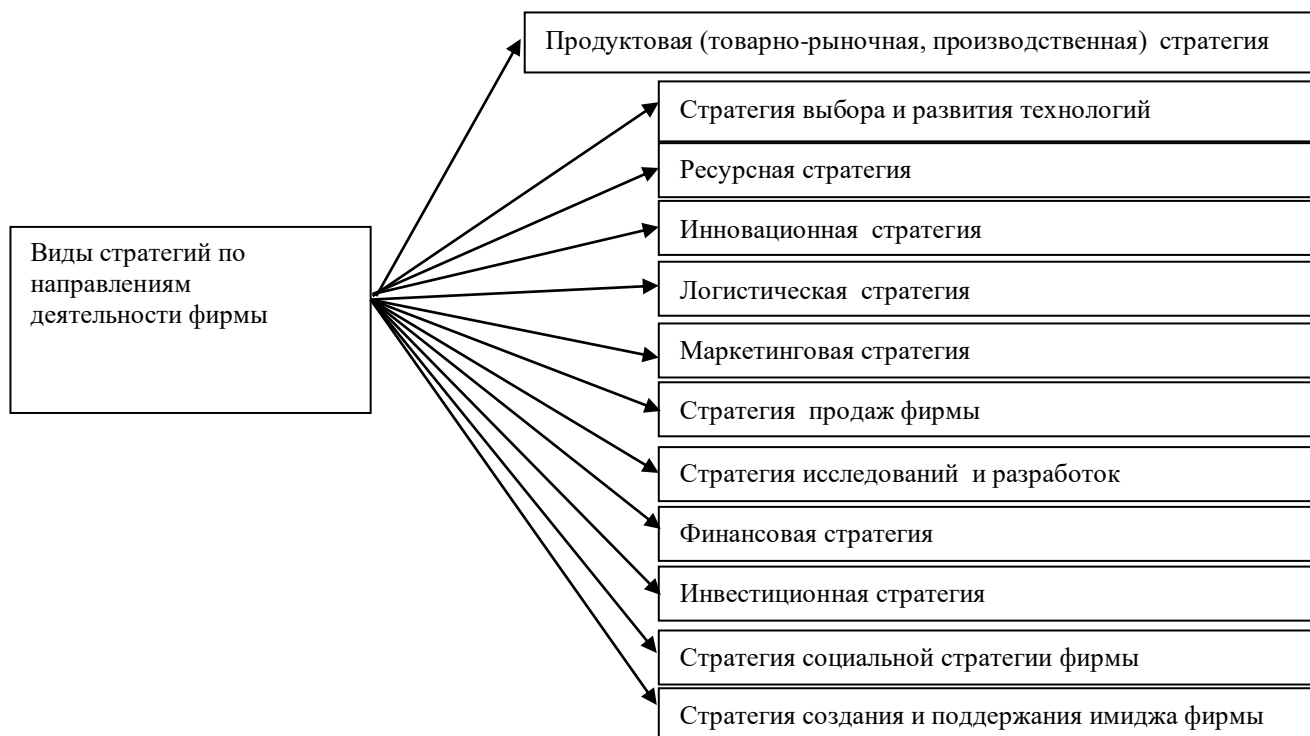 Продуктовая (товарно-рыночная, производственная) стратегия
Стратегия выбора и развития технологий
Ресурсная стратегия
Инновационная стратегия
Виды стратегий по
направлениям
деятельности фирмы
Логистическая стратегия
Маркетинговая стратегия
Стратегия продаж фирмы
Стратегия исследований и разработок
Финансовая стратегия
Инвестиционная стратегия
Стратегия социальной стратегии фирмы
Стратегия создания и поддержания имиджа фирмы